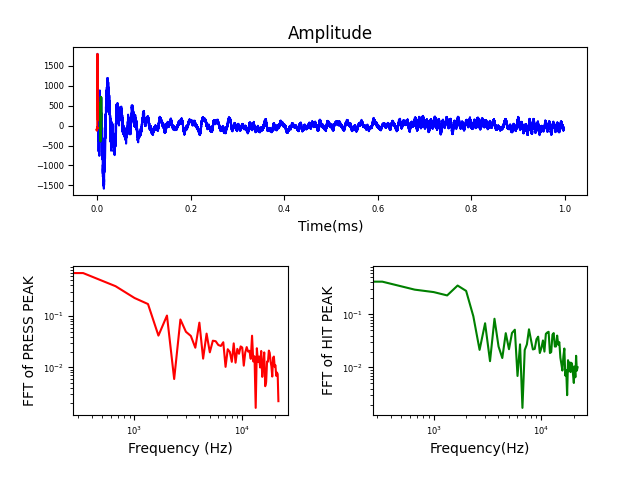 Amplitude
1500
1000
500
0
−500
−1000
−1500
0.0 0.2 0.4 0.6 0.8 1.0
Time(ms)
FFT of PRESS PEAK
10⁻¹
10⁻²
10³ 10⁴
Frequency (Hz)
FFT of HIT PEAK
10⁻¹
10⁻²
10³ 10⁴
Frequency(Hz)